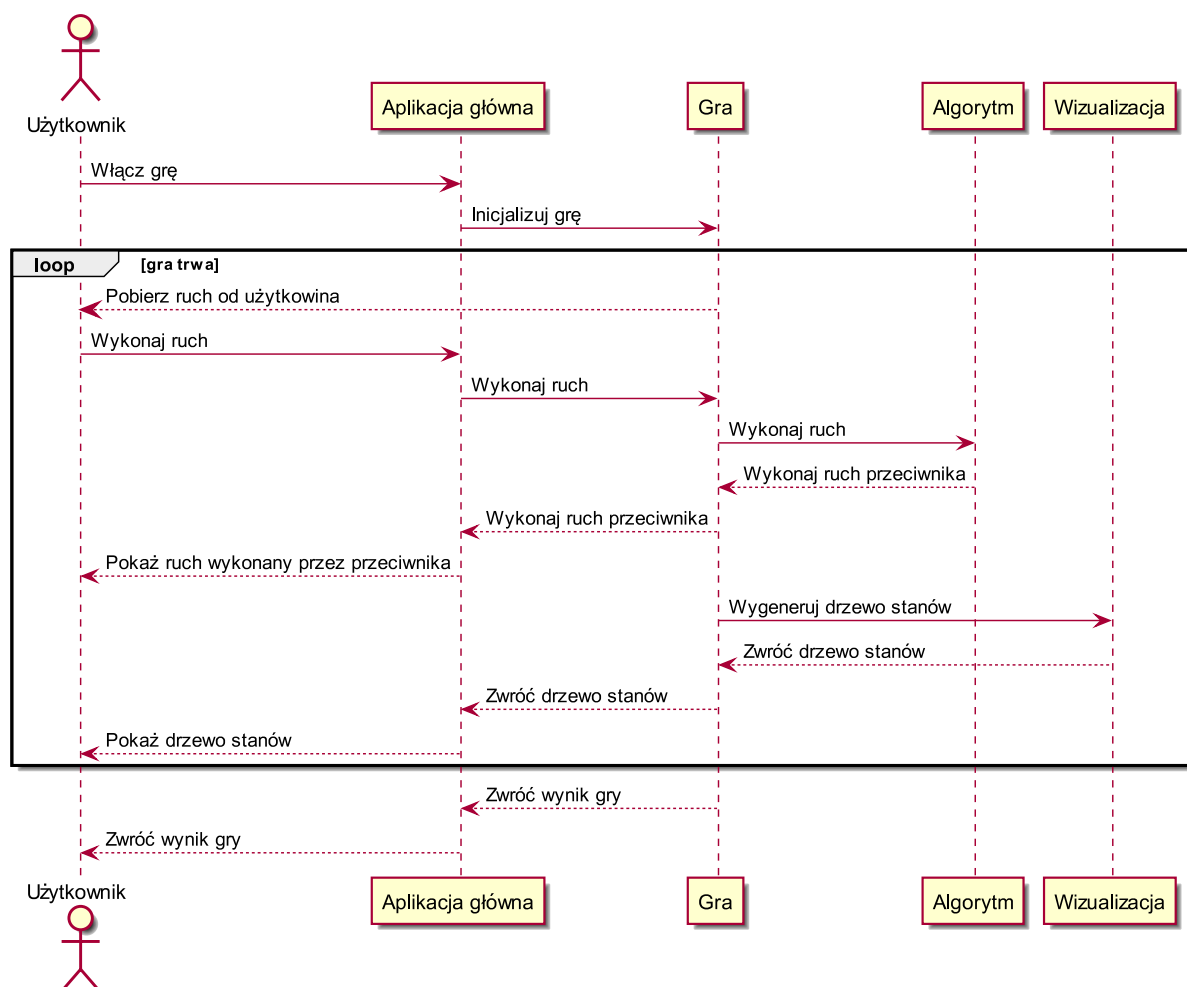 Użytkownik
Aplikacja główna
Gra
Algorytm
Wizualizacja
Włącz grę
Inicjalizuj grę
loop [gra trwa]
Pobierz ruch od użytkowina
Wykonaj ruch
Wykonaj ruch
Wykonaj ruch
Wykonaj ruch przeciwnika
Wykonaj ruch przeciwnika
Pokaż ruch wykonany przez przeciwnika
Wygeneruj drzewo stanów
Zwróć drzewo stanów
Zwróć drzewo stanów
Pokaż drzewo stanów
Zwróć wynik gry
Zwróć wynik gry
Użytkownik
Aplikacja główna
Gra
Algorytm
Wizualizacja